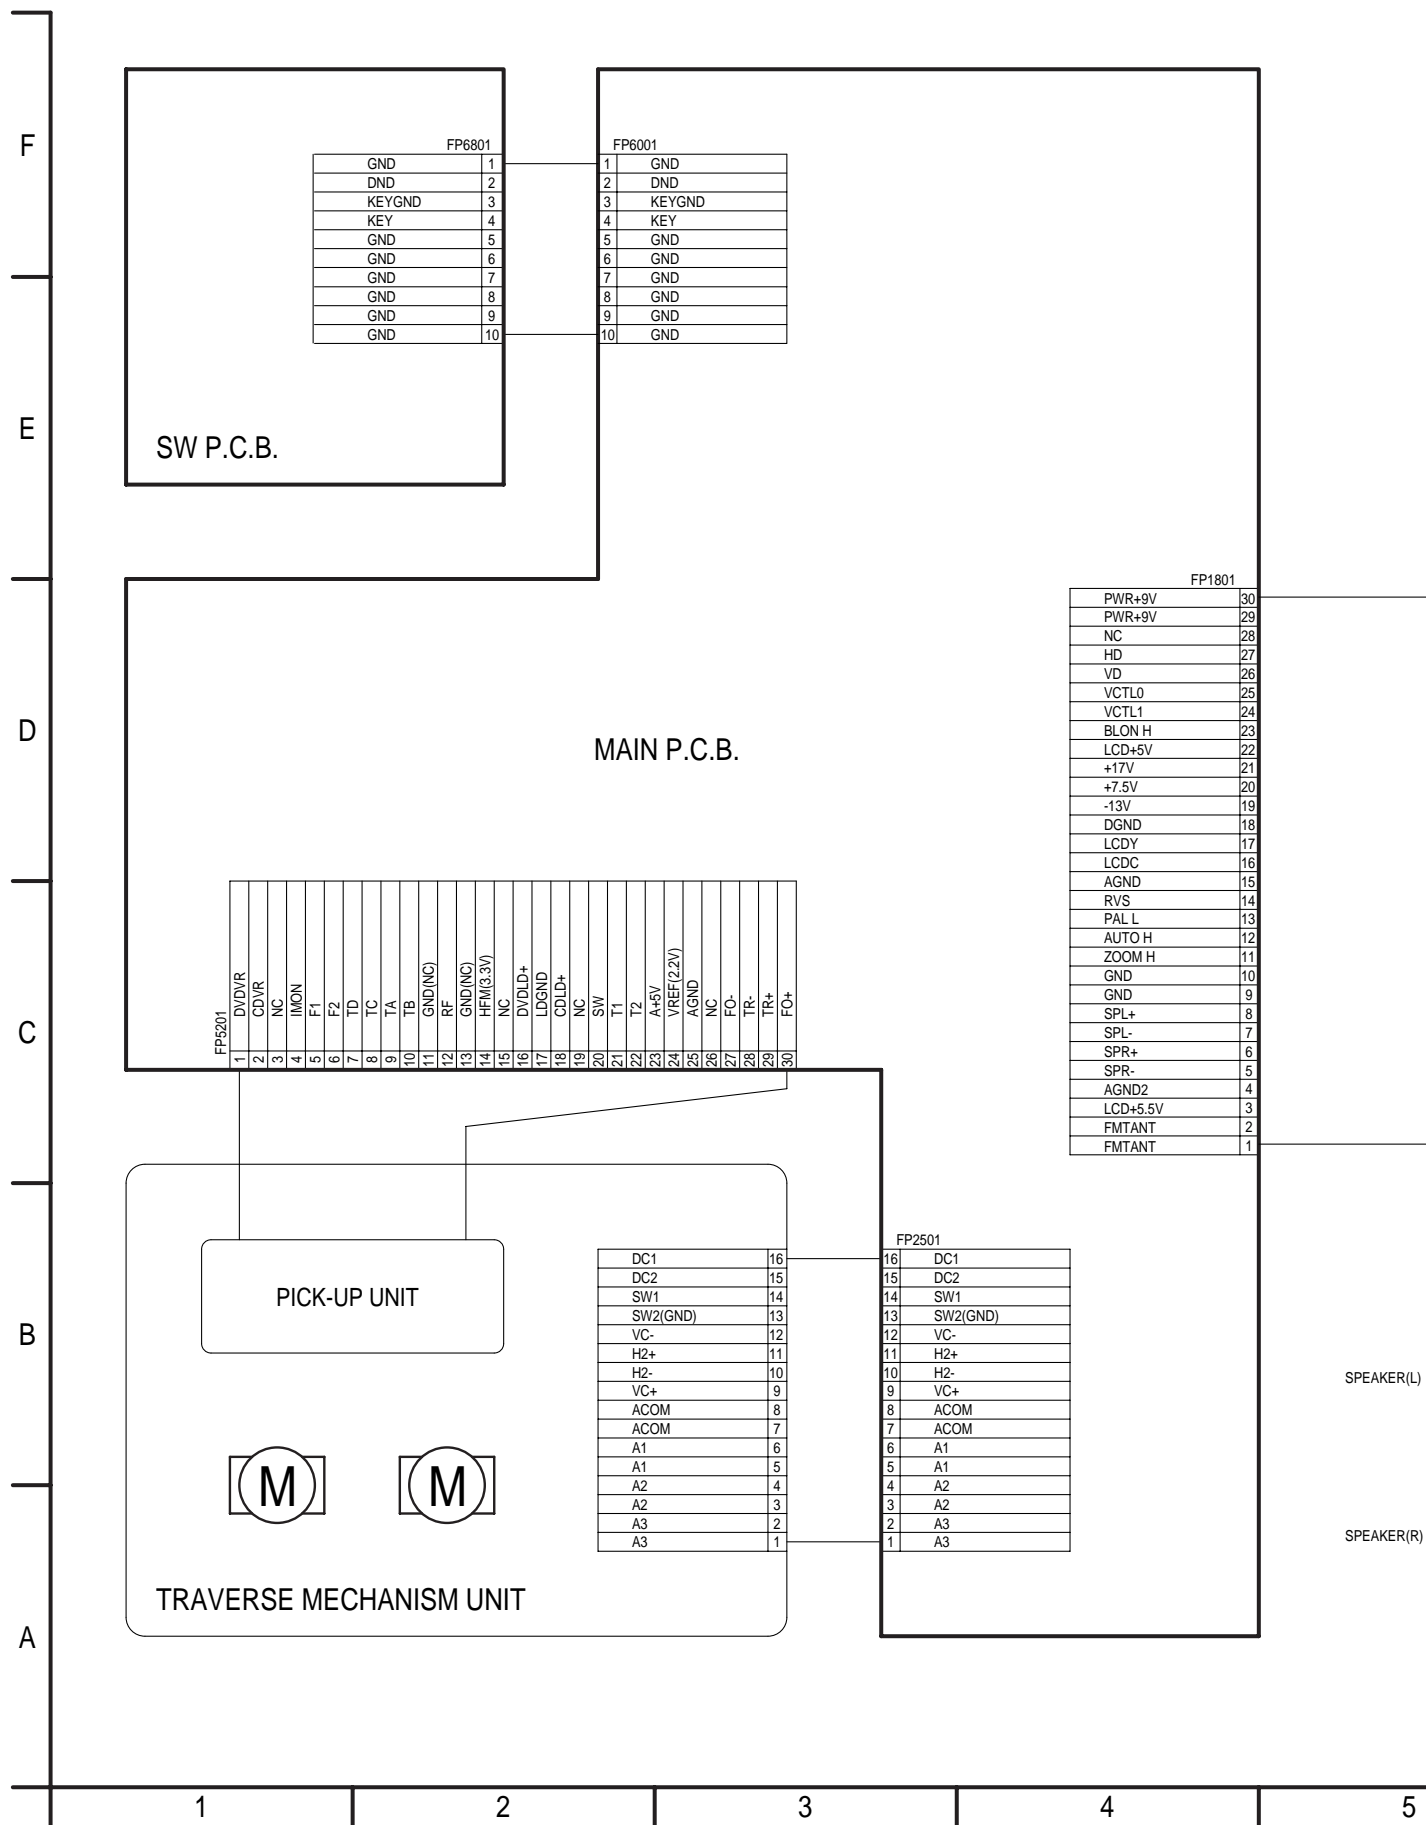 F
FP6801
GND 1
DND 2
KEYGND 3
KEY 4
GND 5
GND 6
GND 7
GND 8
GND 9
GND 10
FP6001
1 GND
2 DND
3 KEYGND
4 KEY
5 GND
6 GND
7 GND
8 GND
9 GND
10 GND
E
SW P.C.B.
D
MAIN P.C.B.
FP1801
PWR+9V 30
PWR+9V 29
NC 28
HD 27
VD 26
VCTL0 25
VCTL1 24
BLON H 23
LCD+5V 22
+17V 21
+7.5V 20
-13V 19
DGND 18
LCDY 17
LCDC 16
AGND 15
RVS 14
PAL L 13
AUTO H 12
ZOOM H 11
GND 10
GND 9
SPL+ 8
SPL- 7
SPR+ 6
SPR- 5
AGND2 4
LCD+5.5V 3
FMTANT 2
FMTANT 1
C
FP5201
1 DVDVR
2 CDVR
3 NC
4 IMON
5 F1
6 F2
7 TD
8 TC
9 TA
10 TB
11 GND(NC)
12 RF
13 GND(NC)
14 HFM(3.3V)
15 NC
16 DVDLD+
17 LDGND
18 CDLD+
19 NC
20 SW
21 T1
22 T2
23 A+5V
24 VREF(2.2V)
25 AGND
26 NC
27 FO-
28 TR-
29 TR+
30 FO+
B
PICK-UP UNIT
DC1 16
DC2 15
SW1 14
SW2(GND) 13
VC- 12
H2+ 11
H2- 10
VC+ 9
ACOM 8
ACOM 7
A1 6
A1 5
A2 4
A2 3
A3 2
A3 1
FP2501
16 DC1
15 DC2
14 SW1
13 SW2(GND)
12 VC-
11 H2+
10 H2-
9 VC+
8 ACOM
7 ACOM
6 A1
5 A1
4 A2
3 A2
2 A3
1 A3
SPEAKER(L)
M M
SPEAKER(R)
TRAVERSE MECHANISM UNIT
A
1 2 3 4 5